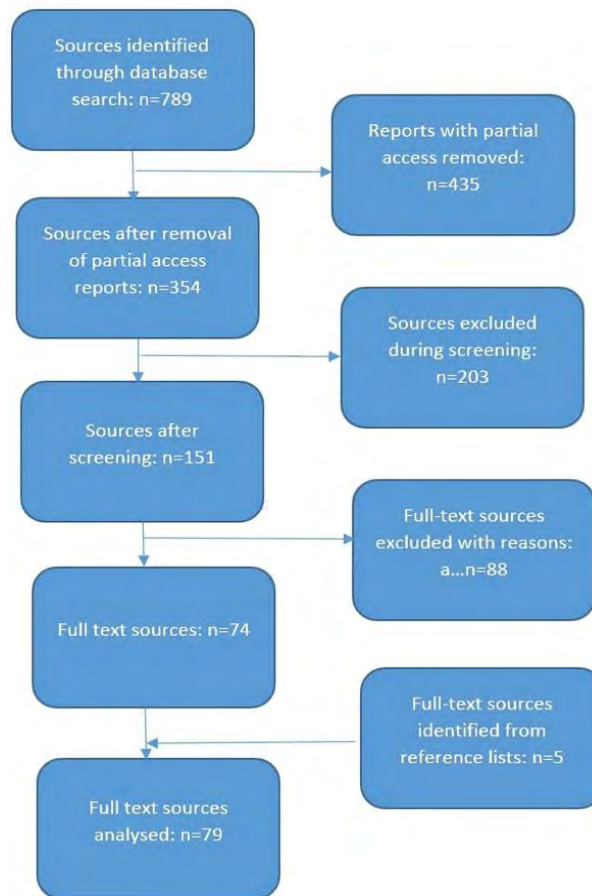 Sources identified
through database
search: n=789
Reports with partial
access removed:
n=435
Sources after removal
of partial access
reports: n=354
Sources excluded
during screening:
n=203
Sources after
screening: n=151
Full-text sources
excluded with reasons:
a...n=88
Full text sources: n=74
Full-text sources
identified from
reference lists: n=5
Full text sources
analysed: n=79